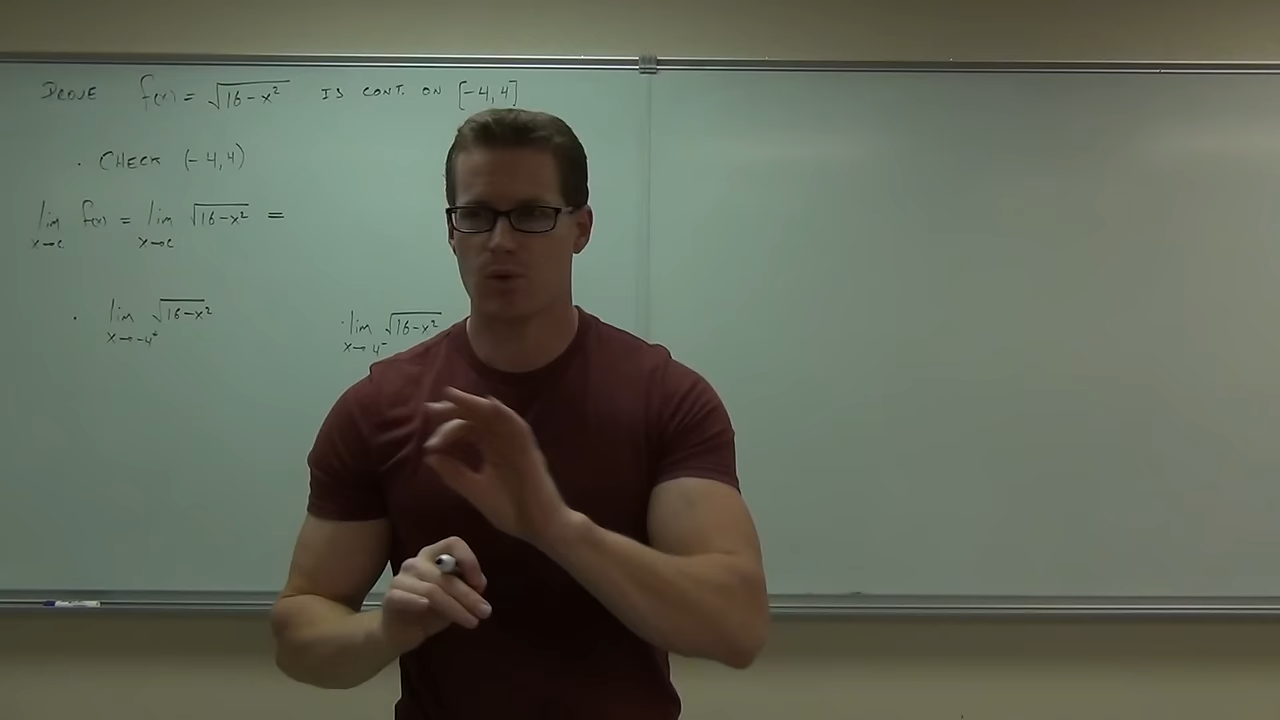 PROVE f(x) = √16-x² IS CONT. ON [-4,4]
· CHECK (-4,4)
lim f(x) = lim √16-x² =
x→c x→c
· lim √16-x² · lim √16-x²
x→-4⁺ x→4⁻